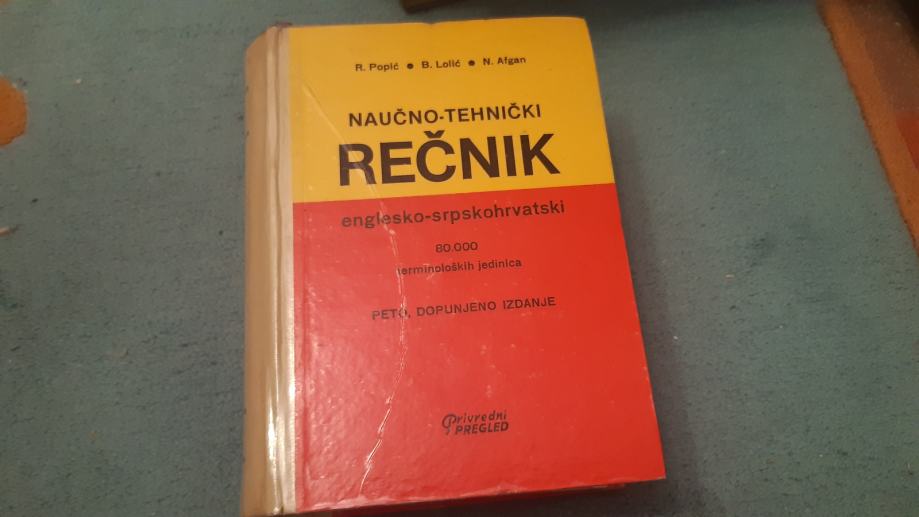 R. Popić • B. Lolić • N. Afgan
NAUČNO-TEHNIČKI
REČNIK
englesko-srpskohrvatski
80.000
terminoloških jedinica
PETO, DOPUNJENO IZDANJE
Privredni
PREGLED